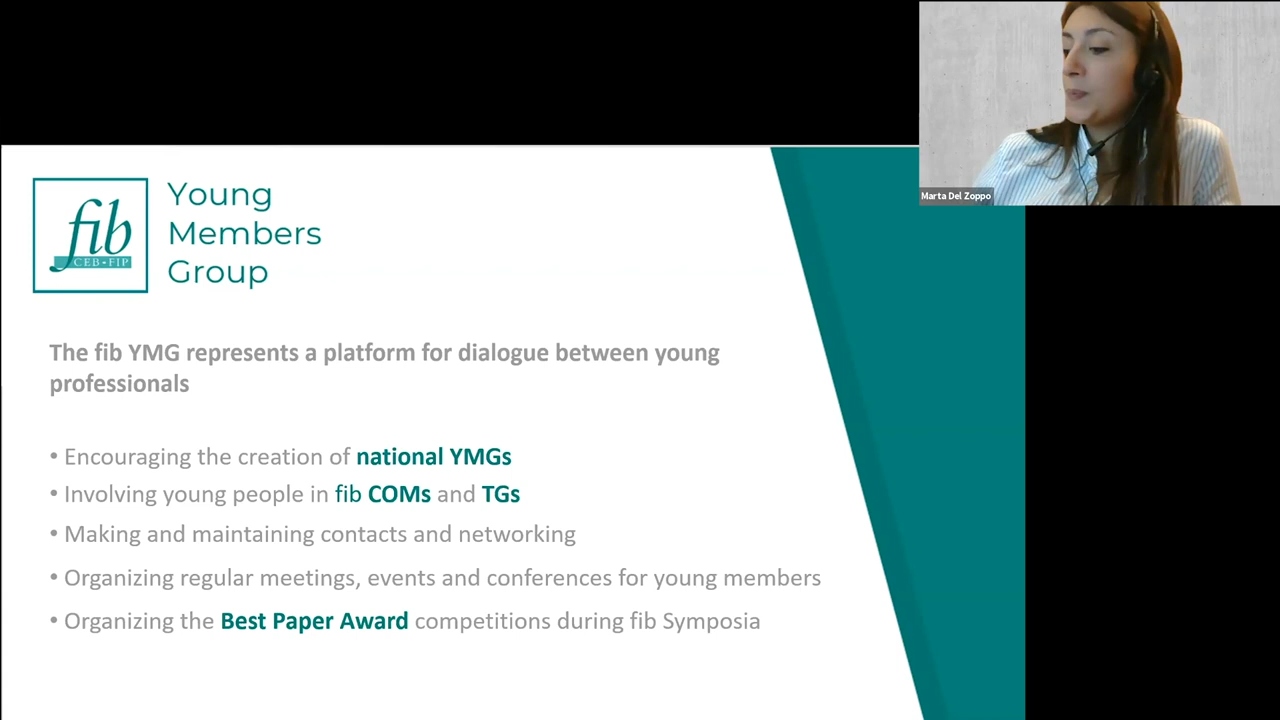 Marta Del Zoppo
fib
CEB•FIP
Young
Members
Group
The fib YMG represents a platform for dialogue between young
professionals
• Encouraging the creation of national YMGs
• Involving young people in fib COMs and TGs
• Making and maintaining contacts and networking
• Organizing regular meetings, events and conferences for young members
• Organizing the Best Paper Award competitions during fib Symposia